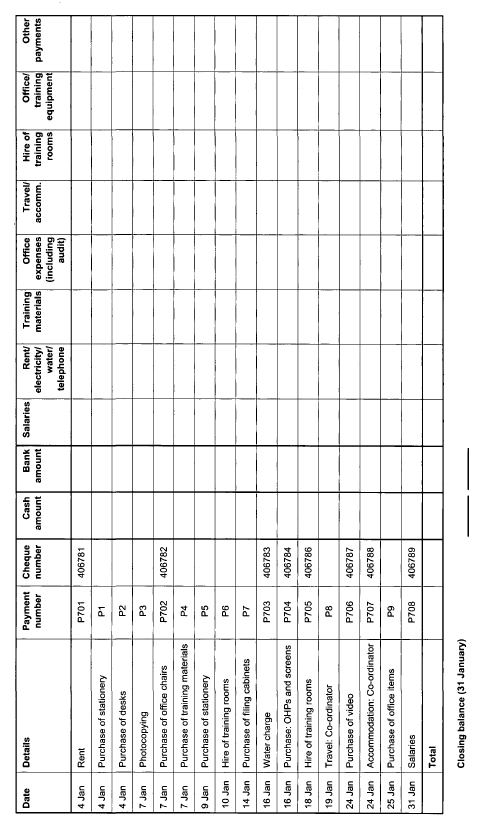 Date Details Payment number Cheque number Cash amount Bank amount Salaries Rent/ electricity/ water/ telephone Training materials Office expenses (including audit) Travel/ accomm. Hire of training rooms Office/ training equipment Other payments
4 Jan Rent P701 406781
4 Jan Purchase of stationery P1
4 Jan Purchase of desks P2
7 Jan Photocopying P3
7 Jan Purchase of office chairs P702 406782
7 Jan Purchase of training materials P4
9 Jan Purchase of stationery P5
10 Jan Hire of training rooms P6
14 Jan Purchase of filing cabinets P7
16 Jan Water charge P703 406783
16 Jan Purchase: OHPs and screens P704 406784
18 Jan Hire of training rooms P705 406786
19 Jan Travel: Co-ordinator P8
24 Jan Purchase of video P706 406787
24 Jan Accommodation: Co-ordinator P707 406788
25 Jan Purchase of office items P9
31 Jan Salaries P708 406789
Total
Closing balance (31 January)